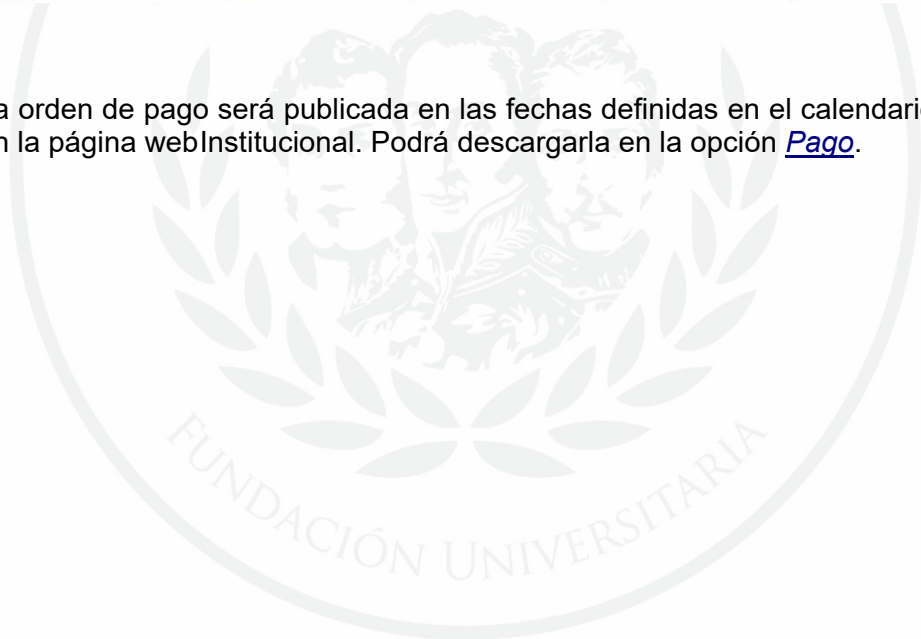 a orden de pago será publicada en las fechas definidas en el calendari
n la página webInstitucional. Podrá descargarla en la opción Pago.
FUNDACIÓN UNIVERSITARIA